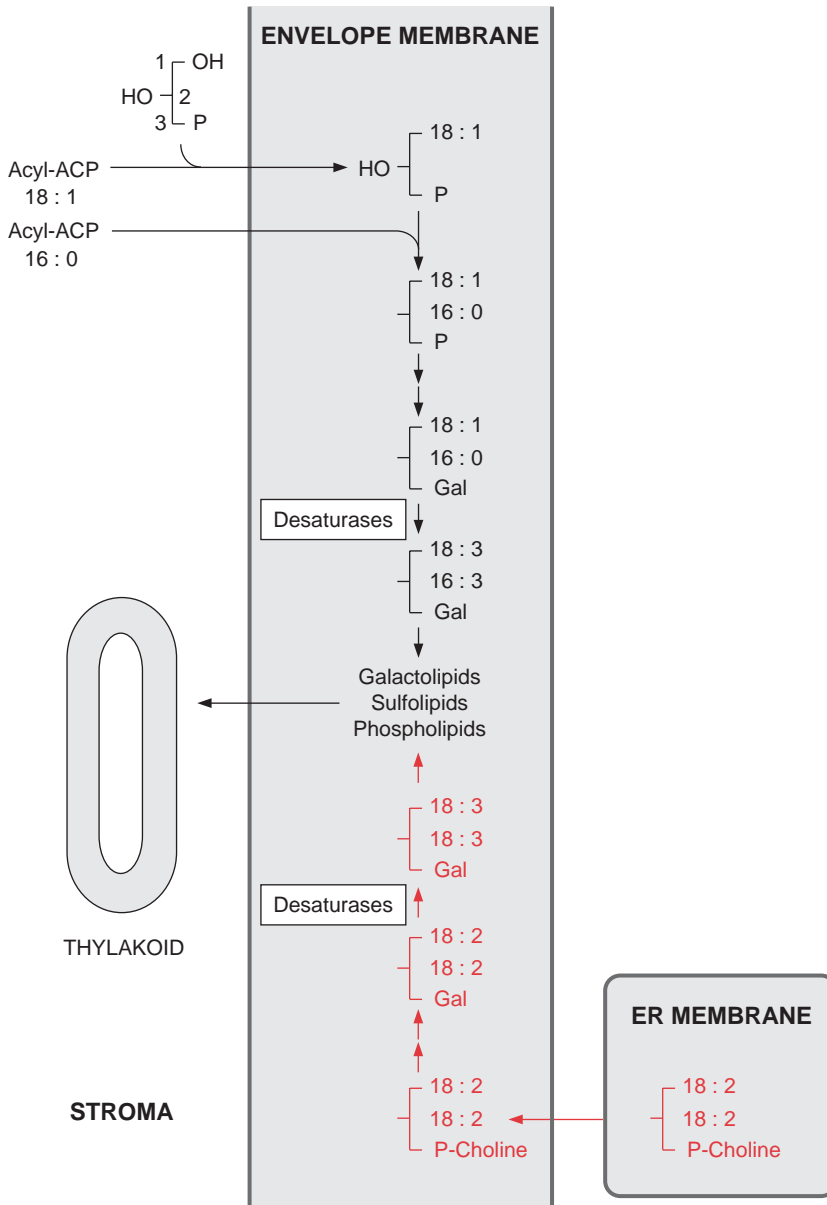 ENVELOPE MEMBRANE
1 OH
HO 2
3 P
Acyl-ACP
18 : 1
HO
18 : 1
P
Acyl-ACP
16 : 0
18 : 1
16 : 0
P
18 : 1
16 : 0
Gal
Desaturases
18 : 3
16 : 3
Gal
Galactolipids
Sulfolipids
Phospholipids
18 : 3
18 : 3
Gal
Desaturases
THYLAKOID
18 : 2
18 : 2
Gal
ER MEMBRANE
STROMA
18 : 2
18 : 2
P-Choline
18 : 2
18 : 2
P-Choline